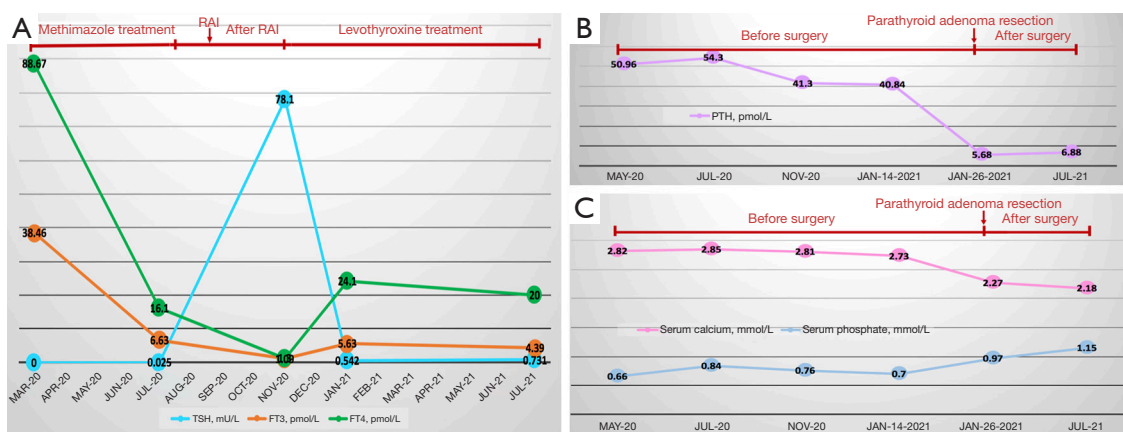 A
Methimazole treatment
RAI
After RAI
Levothyroxine treatment
88.67
78.1
38.46
24.1
20
16.1
6.63
5.63
4.39
0
0.025
0.542
0.731
MAR-20
APR-20
MAY-20
JUN-20
JUL-20
AUG-20
SEP-20
OCT-20
NOV-20
DEC-20
JAN-21
FEB-21
MAR-21
APR-21
MAY-21
JUN-21
JUL-21
TSH, mU/L
FT3, pmol/L
FT4, pmol/L
B
Parathyroid adenoma resection
Before surgery
After surgery
50.96
54.3
41.3
40.84
5.68
6.88
PTH, pmol/L
MAY-20
JUL-20
NOV-20
JAN-14-2021
JAN-26-2021
JUL-21
C
Parathyroid adenoma resection
Before surgery
After surgery
2.82
2.85
2.81
2.73
2.27
2.18
Serum calcium, mmol/L
Serum phosphate, mmol/L
0.66
0.84
0.76
0.7
0.97
1.15
MAY-20
JUL-20
NOV-20
JAN-14-2021
JAN-26-2021
JUL-21